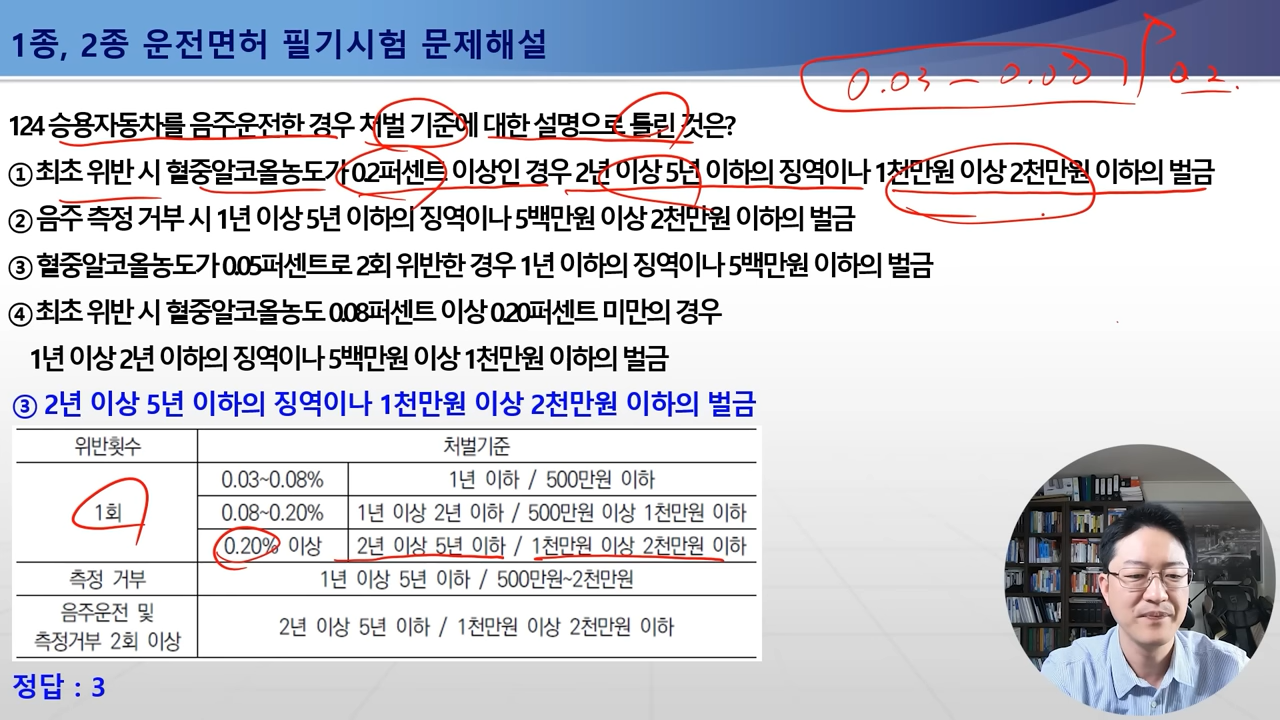 1종, 2종 운전면허 필기시험 문제해설
0.03 - 0.08 0.2.
124 승용자동차를 음주운전한 경우 처벌 기준에 대한 설명으로 틀린 것은?
① 최초 위반 시 혈중알코올농도가 0.2퍼센트 이상인 경우 2년 이상 5년 이하의 징역이나 1천만원 이상 2천만원 이하의 벌금
② 음주 측정 거부 시 1년 이상 5년 이하의 징역이나 5백만원 이상 2천만원 이하의 벌금
③ 혈중알코올농도가 0.05퍼센트로 2회 위반한 경우 1년 이하의 징역이나 5백만원 이하의 벌금
④ 최초 위반 시 혈중알코올농도 0.08퍼센트 이상 0.20퍼센트 미만의 경우
1년 이상 2년 이하의 징역이나 5백만원 이상 1천만원 이하의 벌금
③ 2년 이상 5년 이하의 징역이나 1천만원 이상 2천만원 이하의 벌금
위반횟수 처벌기준
0.03~0.08% 1년 이하 / 500만원 이하
1회 0.08~0.20% 1년 이상 2년 이하 / 500만원 이상 1천만원 이하
0.20% 이상 2년 이상 5년 이하 / 1천만원 이상 2천만원 이하
측정 거부 1년 이상 5년 이하 / 500만원~2천만원
음주운전 및
측정거부 2회 이상 2년 이상 5년 이하 / 1천만원 이상 2천만원 이하
정답 : 3